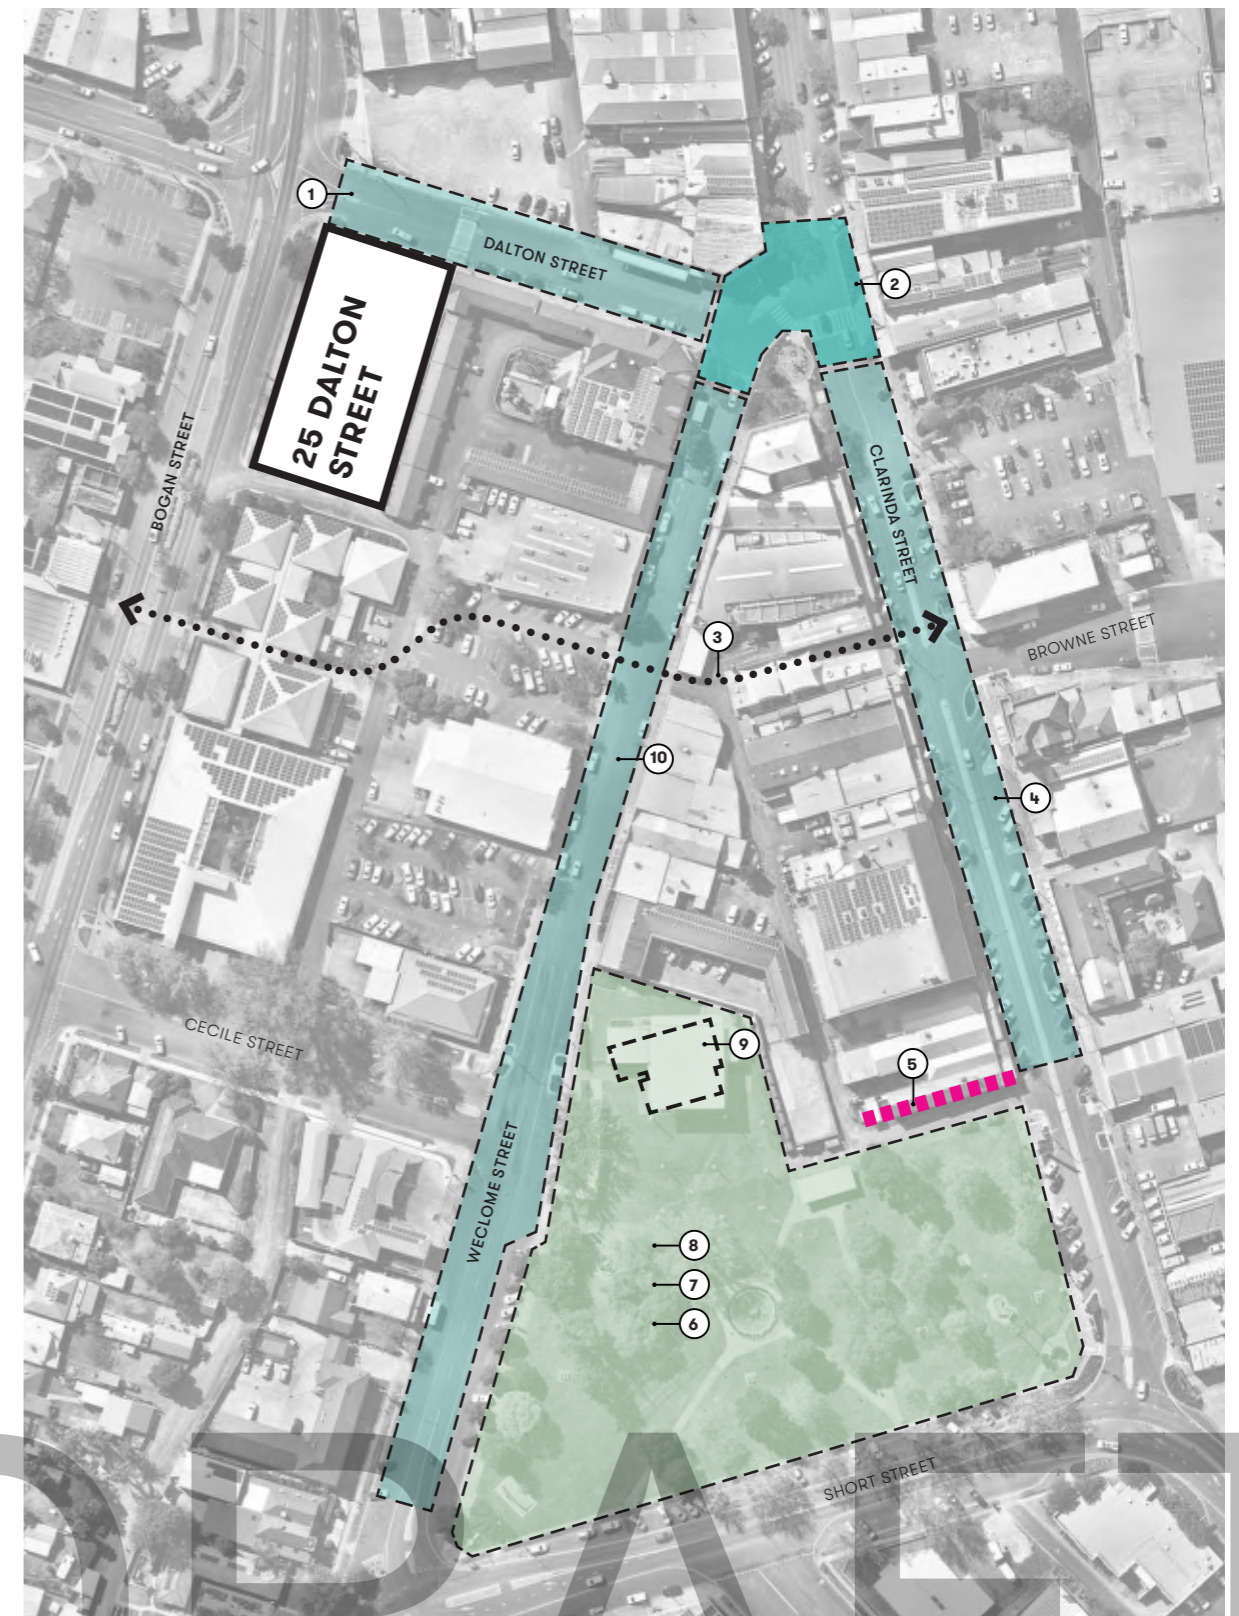 1
DALTON STREET
2
25 DALTON
STREET
BOGAN STREET
CLARINDA STREET
3
BROWNE STREET
10
4
CECILE STREET
9
5
WECLOME STREET
8
7
6
SHORT STREET
DRAFT